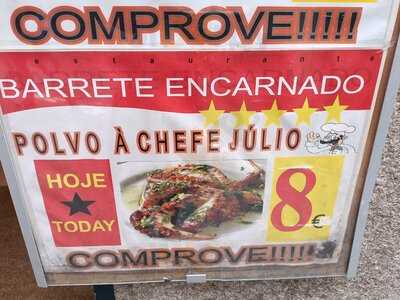 COMPROVE!!!!!
restaurante
BARRETE ENCARNADO
POLVO À CHEFE JÚLIO
HOJE
TODAY
8€
COMPROVE!!!!!